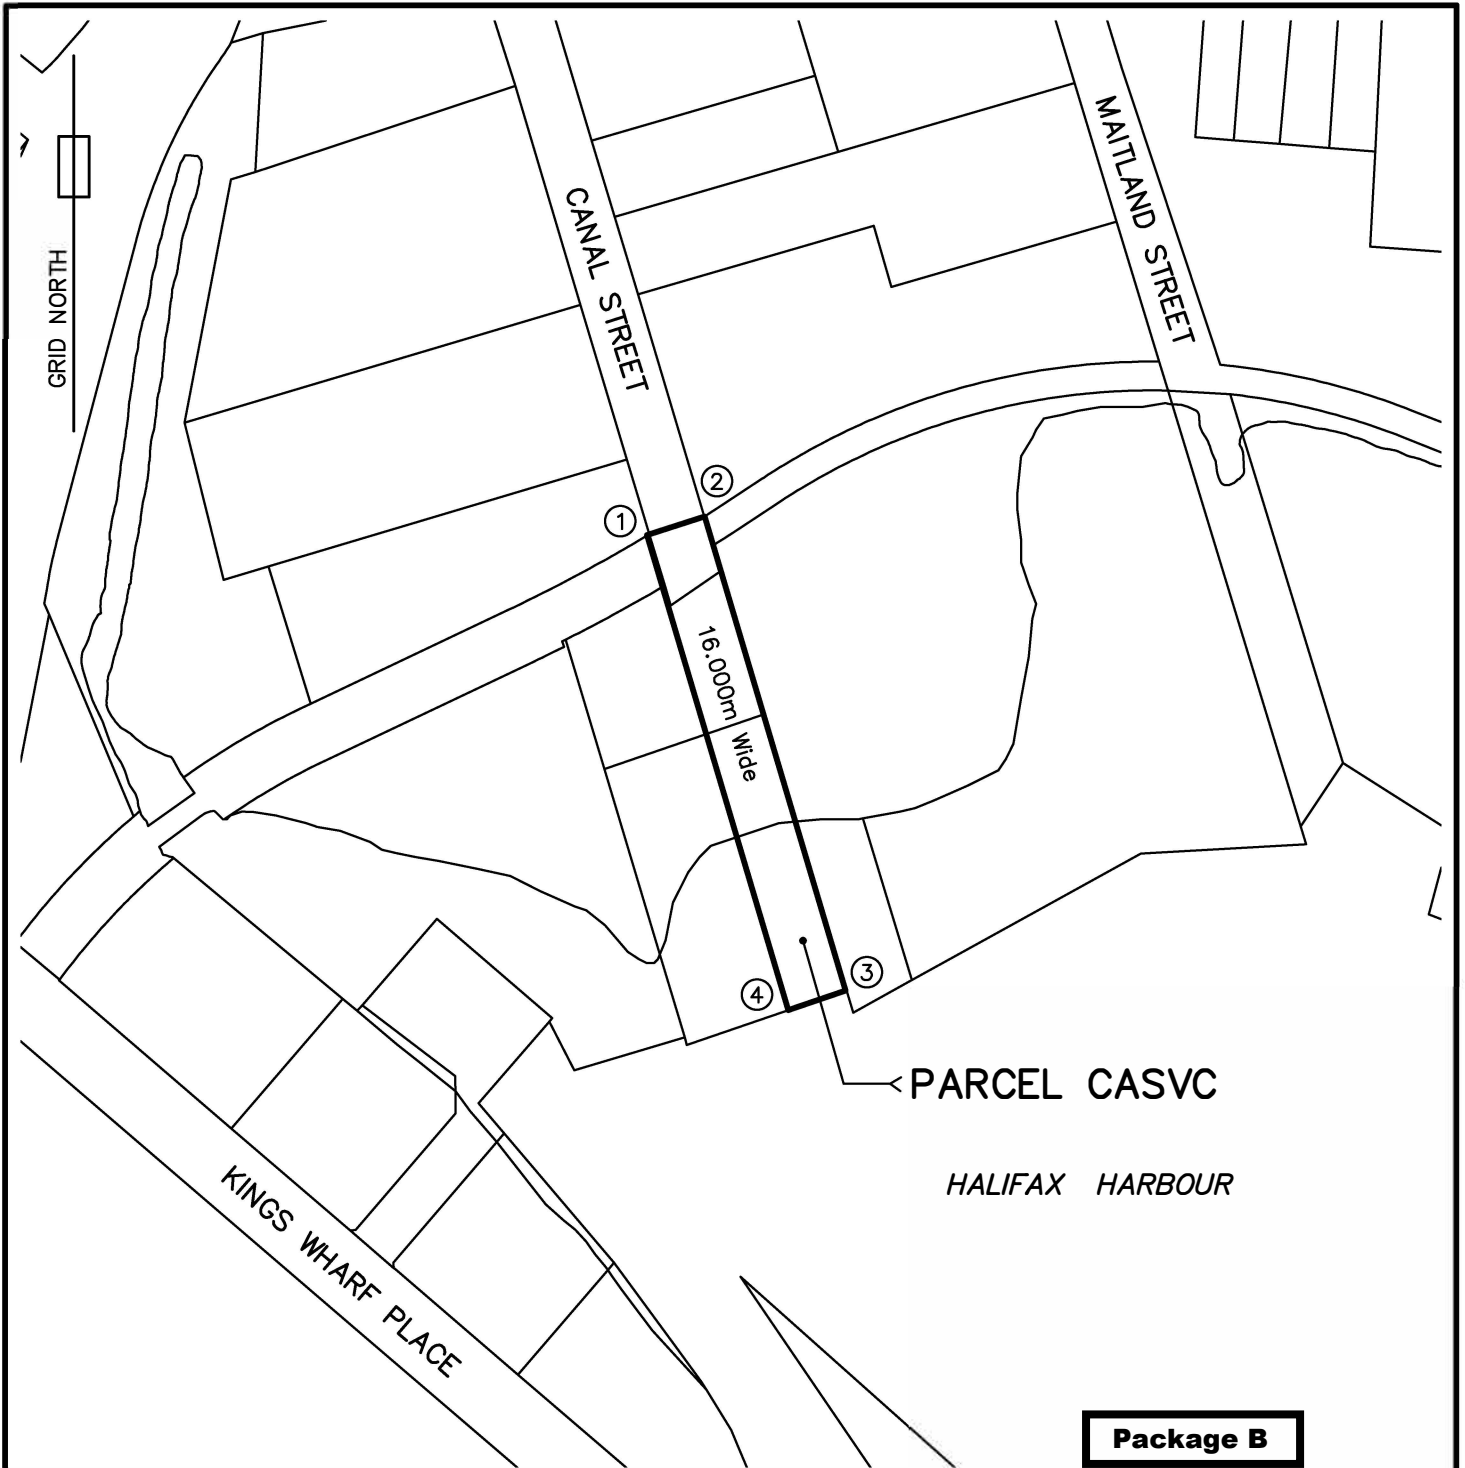 MAITLAND STREET
CANAL STREET
GRID NORTH
2
1
16.000m Wide
3
4
PARCEL CASVC
HALIFAX HARBOUR
KINGS WHARF PLACE
Package B